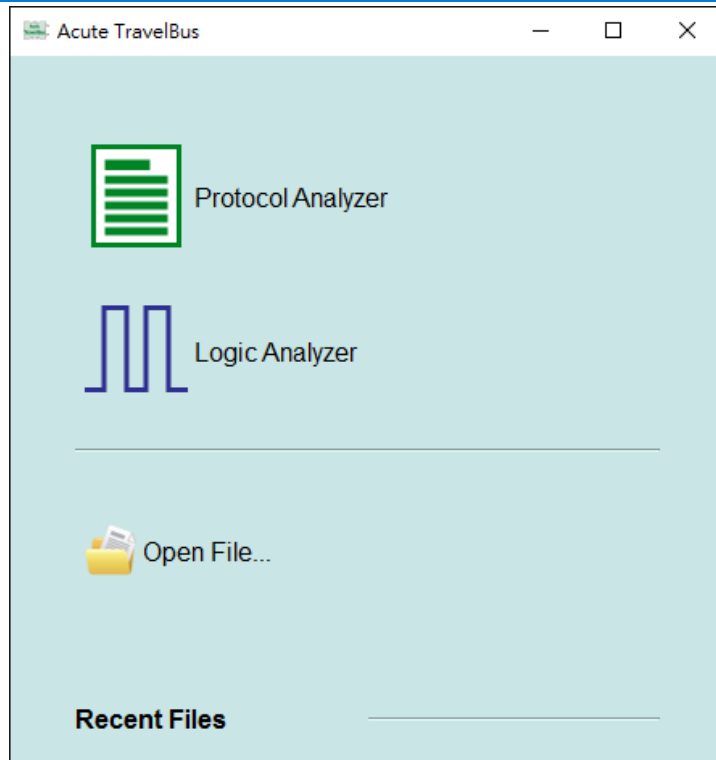 Acute TravelBus
Protocol Analyzer
Logic Analyzer
Open File...
Recent Files